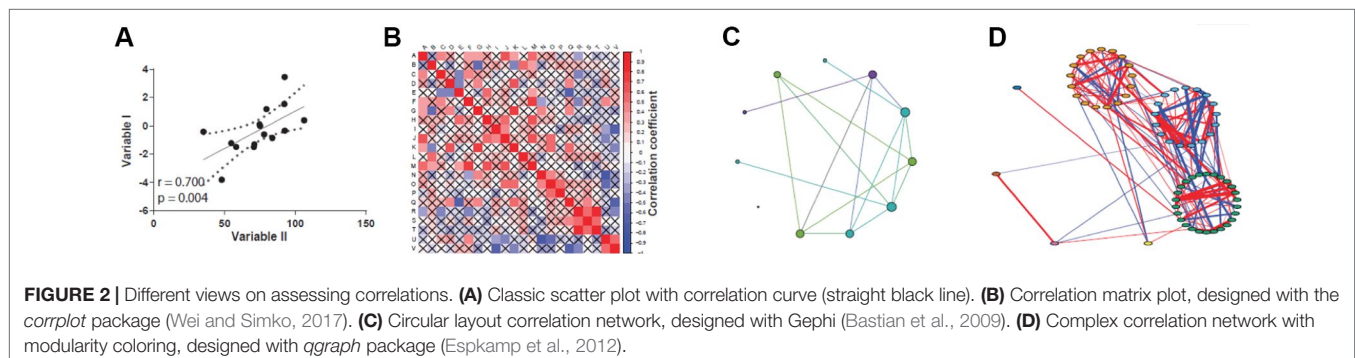 A
B
C
D
4
2
0
-2
-4
-6
Variable I
r = 0.700
p = 0.004
0
50
100
150
Variable II
A B C D E F G H I J K L M N O P Q R S T U V
A
B
C
D
E
F
G
H
I
J
K
L
M
N
O
P
Q
R
S
T
U
V
1
0.9
0.8
0.7
0.6
0.5
0.4
0.3
0.2
0.1
0
-0.1
-0.2
-0.3
-0.4
-0.5
-0.6
-0.7
-0.8
-0.9
-1
Correlation coefficient
FIGURE 2 | Different views on assessing correlations. (A) Classic scatter plot with correlation curve (straight black line). (B) Correlation matrix plot, designed with the
corrplot package (Wei and Simko, 2017). (C) Circular layout correlation network, designed with Gephi (Bastian et al., 2009). (D) Complex correlation network with
modularity coloring, designed with qgraph package (Espkamp et al., 2012).